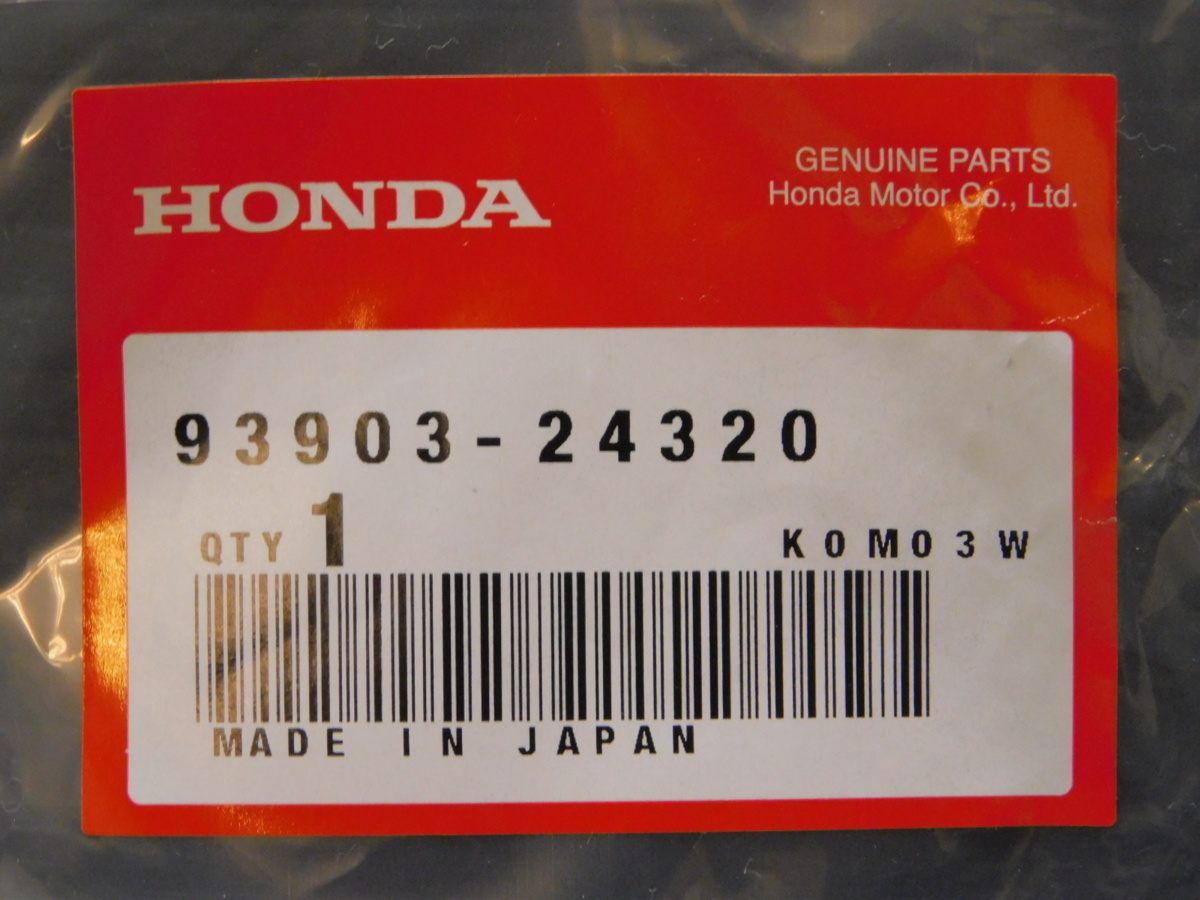 HONDA
GENUINE PARTS
Honda Motor Co., Ltd.
93903-24320
QTY 1
K0M03W
MADE IN JAPAN